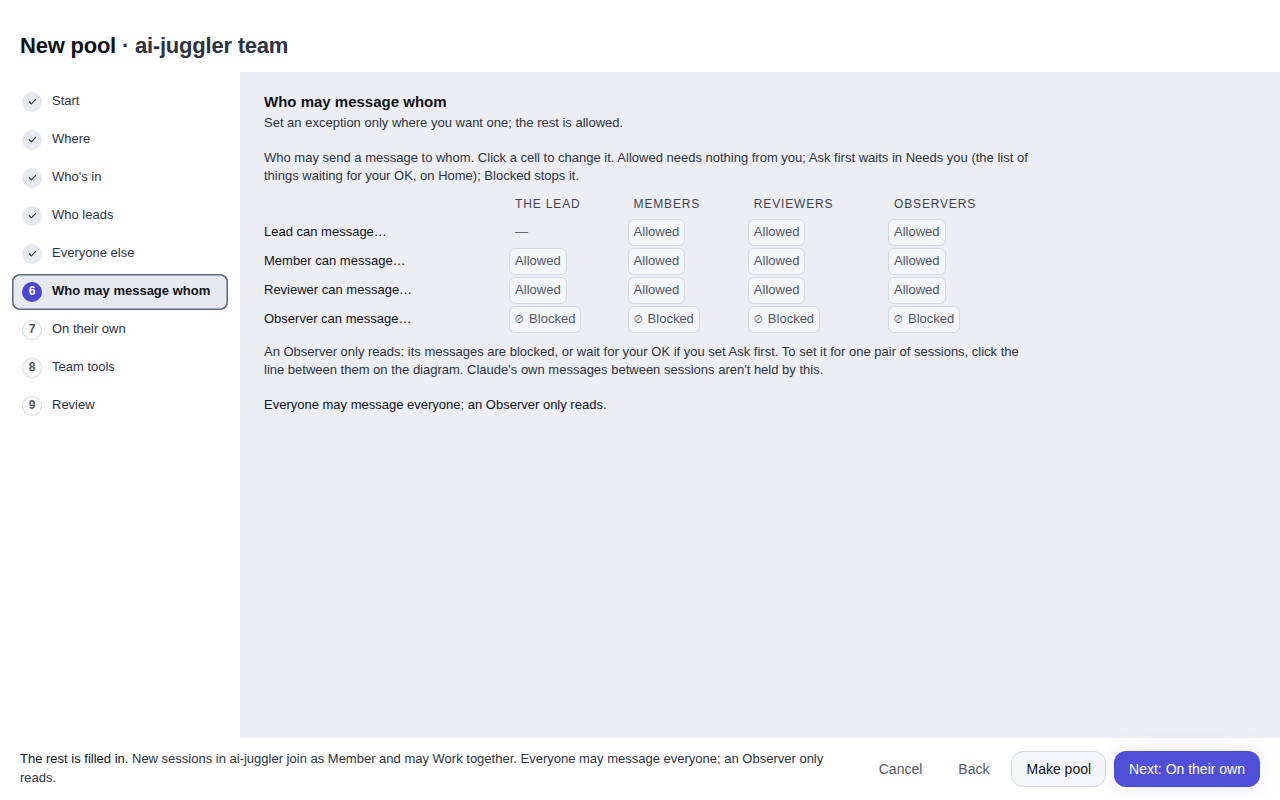 New pool · ai-juggler team
Start
Where
Who's in
Who leads
Everyone else
6 Who may message whom
7 On their own
8 Team tools
9 Review
Who may message whom
Set an exception only where you want one; the rest is allowed.
Who may send a message to whom. Click a cell to change it. Allowed needs nothing from you; Ask first waits in Needs you (the list of
things waiting for your OK, on Home); Blocked stops it.
THE LEAD MEMBERS REVIEWERS OBSERVERS
Lead can message… — Allowed Allowed Allowed
Member can message… Allowed Allowed Allowed Allowed
Reviewer can message… Allowed Allowed Allowed Allowed
Observer can message… ⊘ Blocked ⊘ Blocked ⊘ Blocked ⊘ Blocked
An Observer only reads: its messages are blocked, or wait for your OK if you set Ask first. To set it for one pair of sessions, click the
line between them on the diagram. Claude's own messages between sessions aren't held by this.
Everyone may message everyone; an Observer only reads.
The rest is filled in. New sessions in ai-juggler join as Member and may Work together. Everyone may message everyone; an Observer only
reads.
Cancel Back Make pool Next: On their own